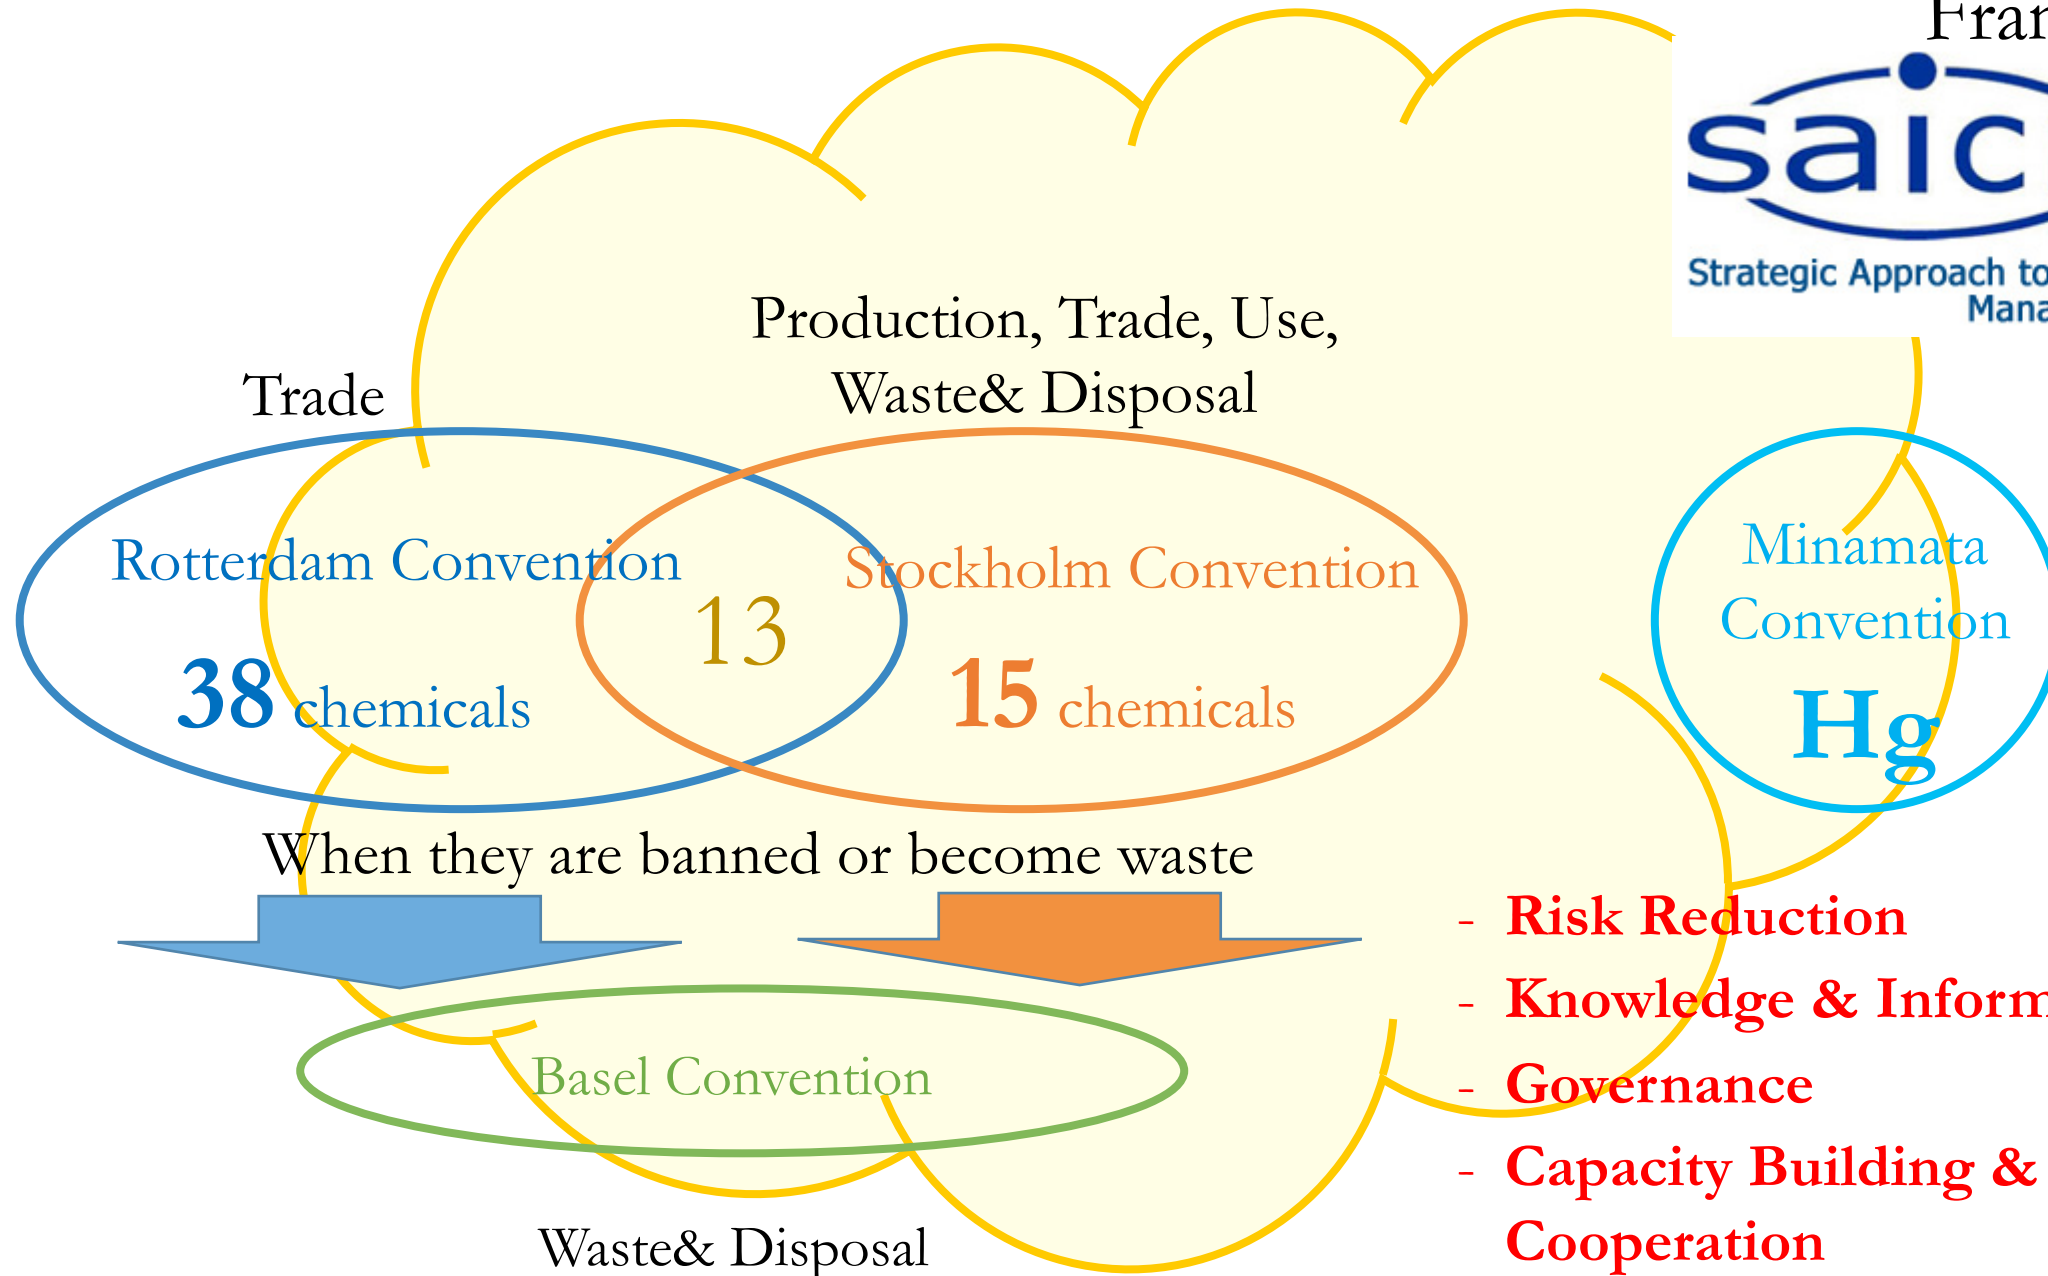 Fran
saic
Strategic Approach to
Mana
Production, Trade, Use,
Waste& Disposal
Trade
Rotterdam Convention
38 chemicals
13
Stockholm Convention
15 chemicals
Minamata
Convention
Hg
When they are banned or become waste
- Risk Reduction
- Knowledge & Inform
- Governance
- Capacity Building &
Cooperation
Basel Convention
Waste& Disposal